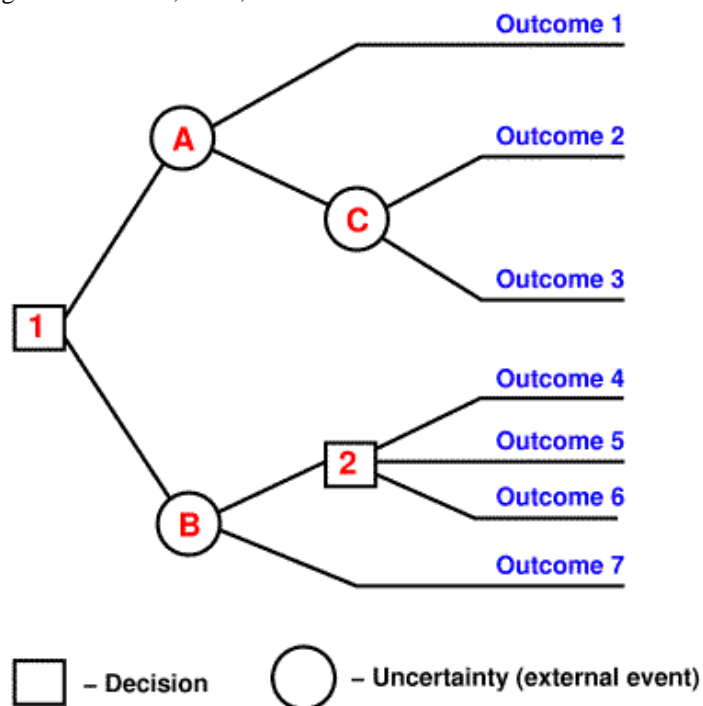 Outcome 1
A
Outcome 2
C
Outcome 3
1
Outcome 4
2
Outcome 5
Outcome 6
B
Outcome 7
– Decision
– Uncertainty (external event)